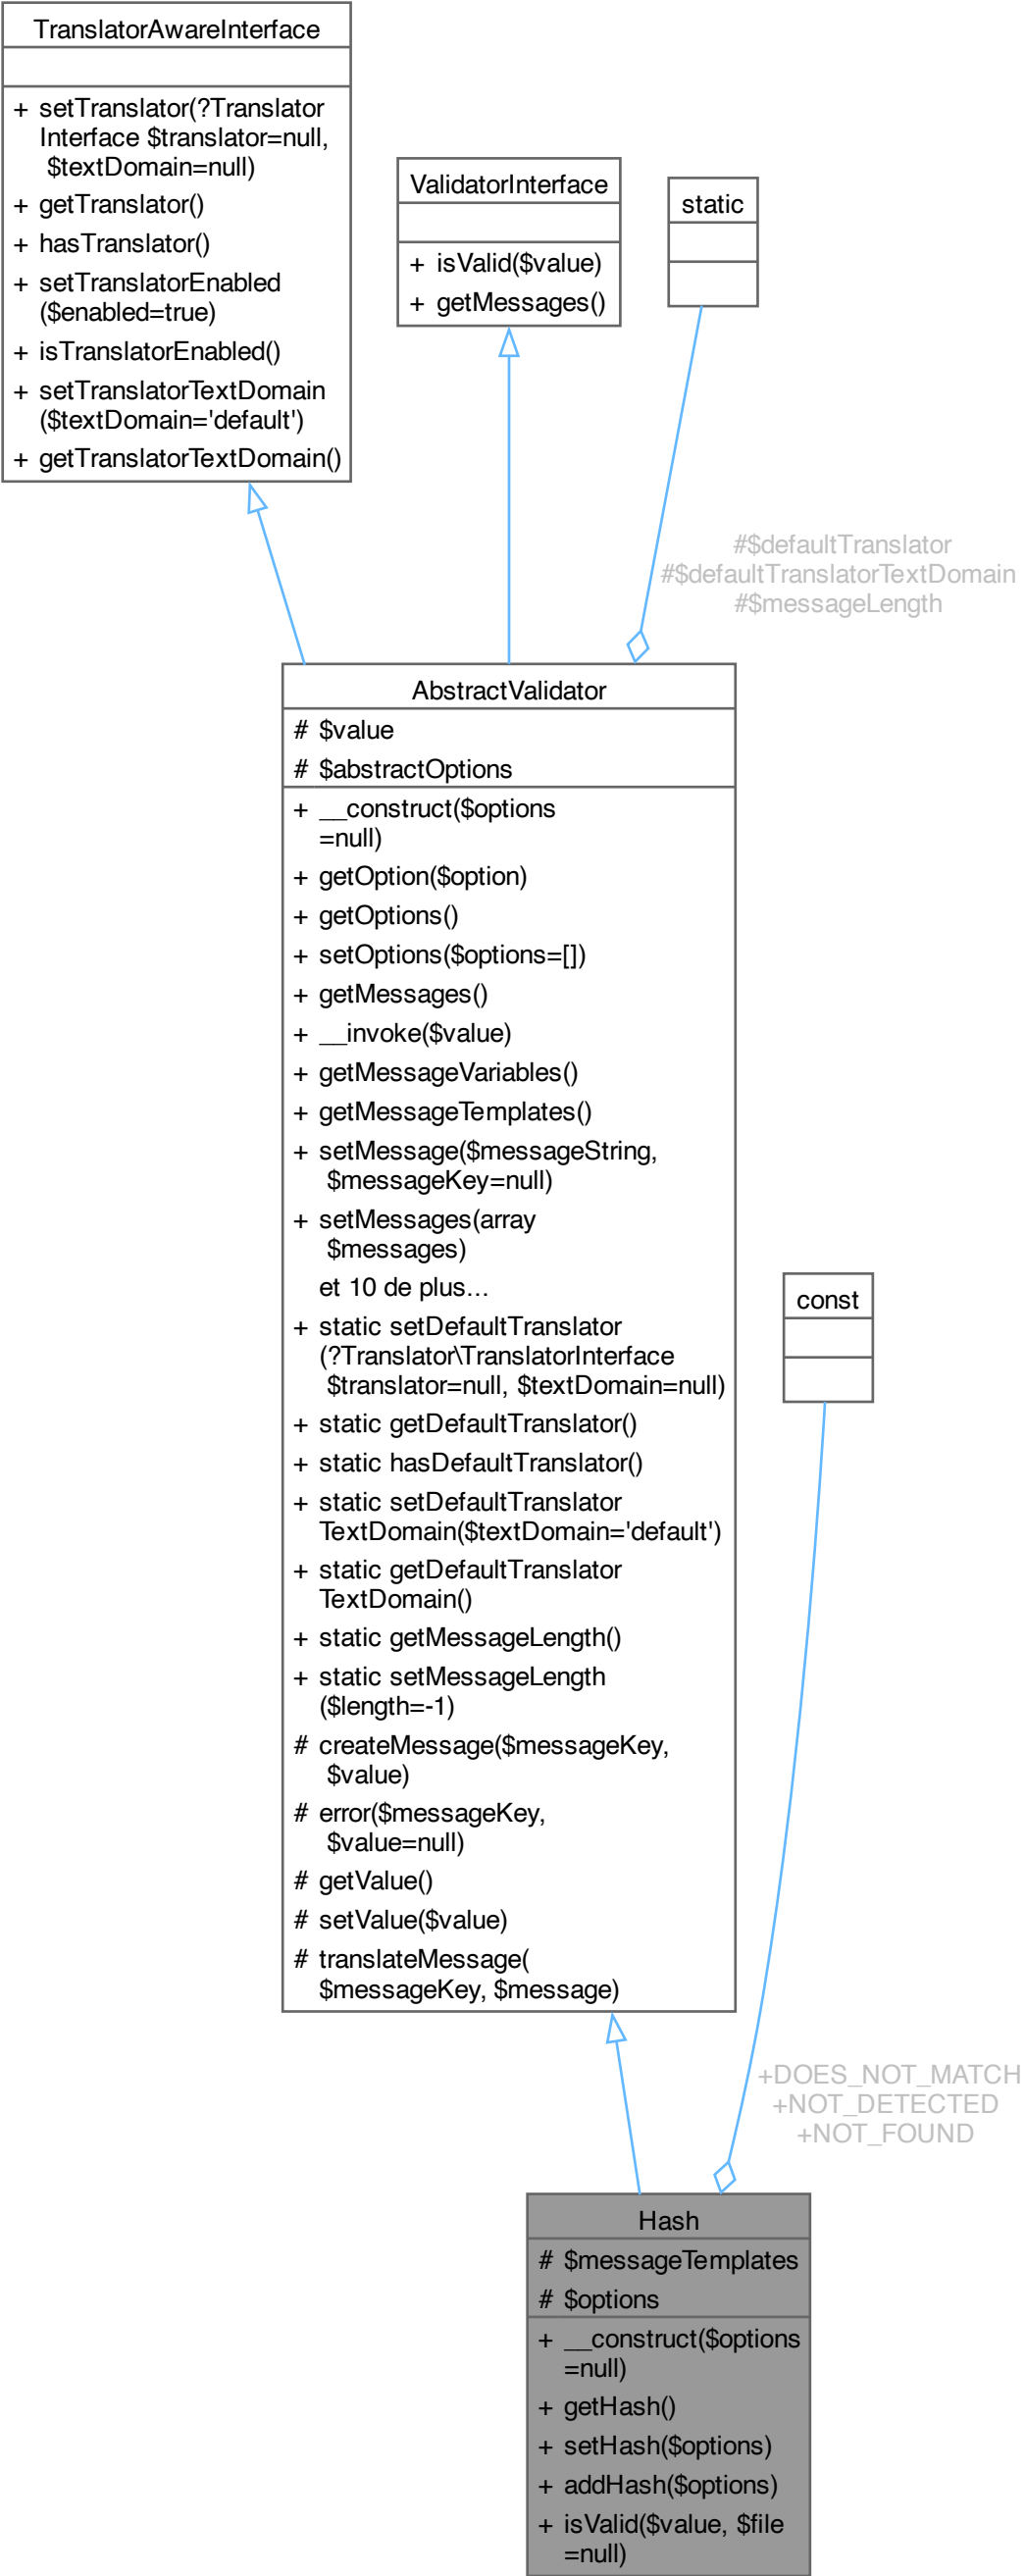 TranslatorAwareInterface
+ setTranslator(?Translator
Interface $translator=null,
$textDomain=null)
+ getTranslator()
+ hasTranslator()
+ setTranslatorEnabled
($enabled=true)
+ isTranslatorEnabled()
+ setTranslatorTextDomain
($textDomain='default')
+ getTranslatorTextDomain()
ValidatorInterface
+ isValid($value)
+ getMessages()
static
#$defaultTranslator
#$defaultTranslatorTextDomain
#$messageLength
AbstractValidator
# $value
# $abstractOptions
+ __construct($options
=null)
+ getOption($option)
+ getOptions()
+ setOptions($options=[])
+ getMessages()
+ __invoke($value)
+ getMessageVariables()
+ getMessageTemplates()
+ setMessage($messageString,
$messageKey=null)
+ setMessages(array
$messages)
et 10 de plus...
+ static setDefaultTranslator
(?Translator\TranslatorInterface
$translator=null, $textDomain=null)
+ static getDefaultTranslator()
+ static hasDefaultTranslator()
+ static setDefaultTranslator
TextDomain($textDomain='default')
+ static getDefaultTranslator
TextDomain()
+ static getMessageLength()
+ static setMessageLength
($length=-1)
# createMessage($messageKey,
$value)
# error($messageKey,
$value=null)
# getValue()
# setValue($value)
# translateMessage(
$messageKey, $message)
const
+DOES_NOT_MATCH
+NOT_DETECTED
+NOT_FOUND
Hash
# $messageTemplates
# $options
+ __construct($options
=null)
+ getHash()
+ setHash($options)
+ addHash($options)
+ isValid($value, $file
=null)